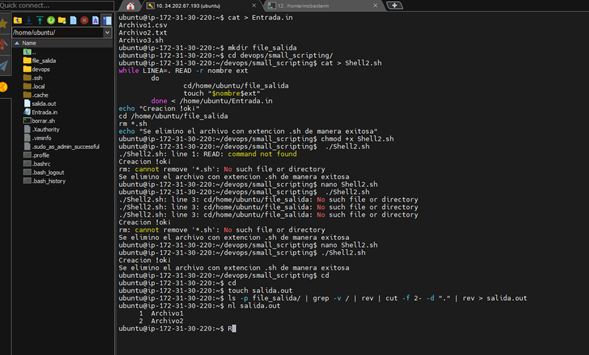 Quick connect...
10. 34.202.67.193 (ubuntu)
12. /home/mobaxterm
/home/ubuntu/
Name
..
file_salida
devops
.ssh
.local
.cache
salida.out
Entrada.in
borrar.sh
.Xauthority
.viminfo
.sudo_as_admin_successful
.profile
.bashrc
.bash_logout
.bash_history
ubuntu@ip-172-31-30-220:~$ cat > Entrada.in
Archivo1.csv
Archivo2.txt
Archivo3.sh
ubuntu@ip-172-31-30-220:~$ mkdir file_salida
ubuntu@ip-172-31-30-220:~$ cd devops/small_scripting/
ubuntu@ip-172-31-30-220:~/devops/small_scripting$ cat > Shell2.sh
while LINEA=. READ -r nombre ext
do
cd/home/ubuntu/file_salida
touch "$nombre$ext"
done < /home/ubuntu/Entrada.in
echo "Creacion !ok¡"
cd /home/ubuntu/file_salida
rm *.sh
echo "Se elimino el archivo con extencion .sh de manera exitosa"
ubuntu@ip-172-31-30-220:~/devops/small_scripting$ chmod +x Shell2.sh
ubuntu@ip-172-31-30-220:~/devops/small_scripting$ ./Shell2.sh
./Shell2.sh: line 1: READ: command not found
Creacion !ok¡
rm: cannot remove '*.sh': No such file or directory
Se elimino el archivo con extencion .sh de manera exitosa
ubuntu@ip-172-31-30-220:~/devops/small_scripting$ nano Shell2.sh
ubuntu@ip-172-31-30-220:~/devops/small_scripting$ ./Shell2.sh
./Shell2.sh: line 3: cd/home/ubuntu/file_salida: No such file or directory
./Shell2.sh: line 3: cd/home/ubuntu/file_salida: No such file or directory
./Shell2.sh: line 3: cd/home/ubuntu/file_salida: No such file or directory
Creacion !ok¡
rm: cannot remove '*.sh': No such file or directory
Se elimino el archivo con extencion .sh de manera exitosa
ubuntu@ip-172-31-30-220:~/devops/small_scripting$ nano Shell2.sh
ubuntu@ip-172-31-30-220:~/devops/small_scripting$ ./Shell2.sh
Creacion !ok¡
Se elimino el archivo con extencion .sh de manera exitosa
ubuntu@ip-172-31-30-220:~/devops/small_scripting$ cd
ubuntu@ip-172-31-30-220:~$ cd
ubuntu@ip-172-31-30-220:~$ touch salida.out
ubuntu@ip-172-31-30-220:~$ ls -p file_salida/ | grep -v / | rev | cut -f 2- -d "." | rev > salida.out
ubuntu@ip-172-31-30-220:~$ nl salida.out
1 Archivo1
2 Archivo2
ubuntu@ip-172-31-30-220:~$ R